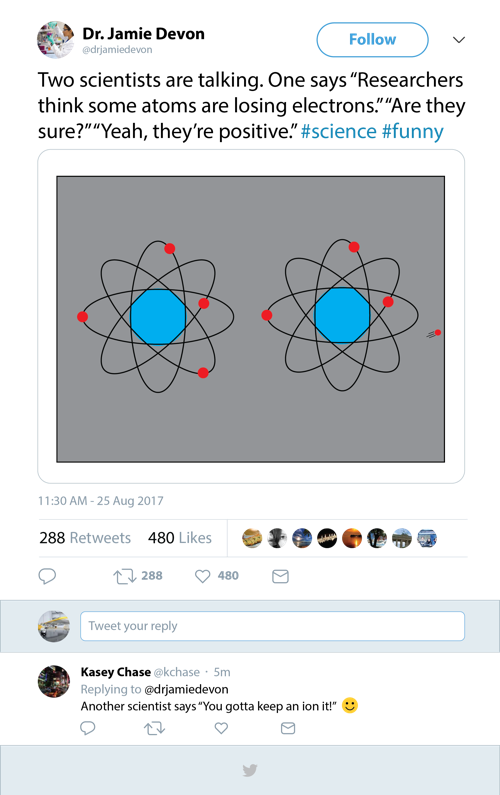 Dr. Jamie Devon
@drjamiedevon
Follow
Two scientists are talking. One says “Researchers
think some atoms are losing electrons.”“Are they
sure?”“Yeah, they’re positive.” #science #funny
11:30 AM - 25 Aug 2017
288 Retweets 480 Likes
288 480
Tweet your reply
Kasey Chase @kchase · 5m
Replying to @drjamiedevon
Another scientist says “You gotta keep an ion it!”